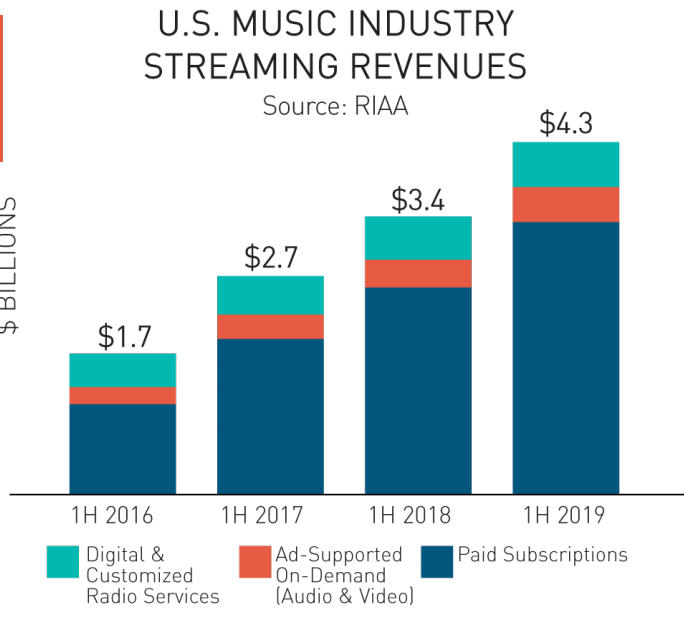 U.S. MUSIC INDUSTRY
STREAMING REVENUES
Source: RIAA
$ BILLIONS
$1.7
$2.7
$3.4
$4.3
1H 2016
1H 2017
1H 2018
1H 2019
Digital &
Customized
Radio Services
Ad-Supported
On-Demand
(Audio & Video)
Paid Subscriptions